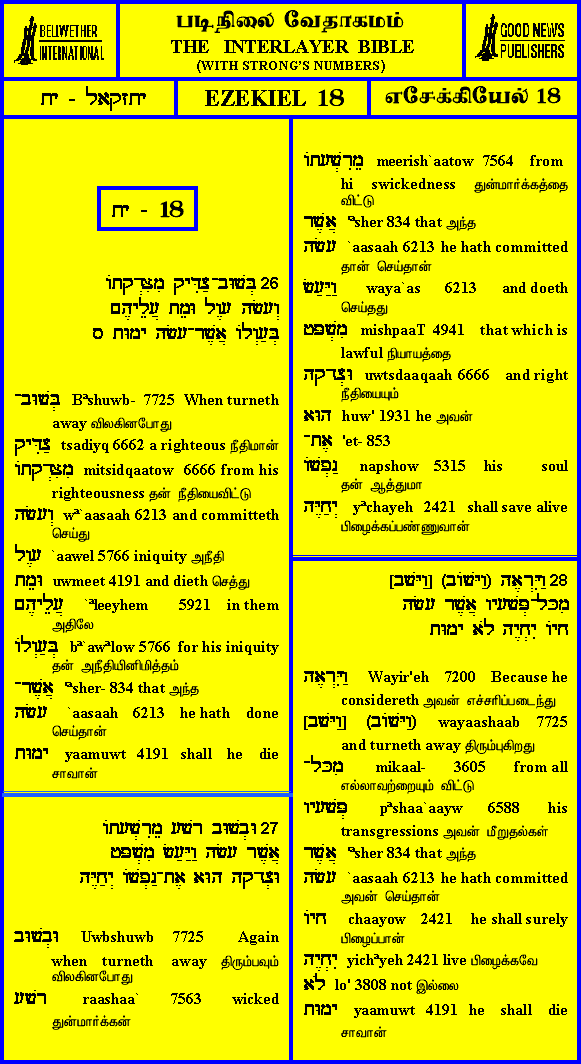 BELLWETHER
INTERNATIONAL
படிநிலை வேதாகமம்
THE INTERLAYER BIBLE
(WITH STRONG'S NUMBERS)
GOOD NEWS
PUBLISHERS
יחזקאל - יח
EZEKIEL 18
எசேக்கியேல் 18
יח - 18
26 בְּשׁוּב־צַדִּיק מִצִּדְקָתוֹ
וְעָשָׂה עָוֶל וּמֵת עֲלֵיהֶם
בְּעַוְלוֹ אֲשֶׁר־עָשָׂה יָמוּת ס
בְּשׁוּב־ Bªshuwb- 7725 When turneth
away விலகினபோது
צַדִּיק tsadiyq 6662 a righteous நீதிமான்
מִצִּדְקָתוֹ mitsidqaatow 6666 from his
righteousness தன் நீதியைவிட்டு
וְעָשָׂה wª`aasaah 6213 and committeth
செய்து
עָוֶל `aawel 5766 iniquity அநீதி
וּמֵת uwmeet 4191 and dieth செத்து
עֲלֵיהֶם `ªleeyhem 5921 in them
அதிலே
בְּעַוְלוֹ bª`awªlow 5766 for his iniquity
தன் அநீதியினிமித்தம்
אֲשֶׁר־ ªsher- 834 that அந்த
עָשָׂה `aasaah 6213 he hath done
செய்தான்
יָמוּת yaamuwt 4191 shall he die
சாவான்
27 וּבְשׁוּב רָשָׁע מֵרִשְׁעָתוֹ
אֲשֶׁר עָשָׂה וַיַּעַשׂ מִשְׁפָּט
וּצְדָקָה הוּא אֶת־נַפְשׁוֹ יְחַיֶּה
וּבְשׁוּב Uwbshuwb 7725 Again
when turneth away திரும்பவும்
விலகினபோது
רָשָׁע raashaa` 7563 wicked
துன்மார்க்கன்
מֵרִשְׁעָתוֹ meerish`aatow 7564 from
hi swickedness துன்மார்க்கத்தை
விட்டு
אֲשֶׁר ªsher 834 that அந்த
עָשָׂה `aasaah 6213 he hath committed
தான் செய்தான்
וַיַּעַשׂ waya`as 6213 and doeth
செய்தது
מִשְׁפָּט mishpaaT 4941 that which is
lawful நியாயத்தை
וּצְדָקָה uwtsdaaqaah 6666 and right
நீதியையும்
הוּא huw' 1931 he அவன்
אֶת־ 'et- 853
נַפְשׁוֹ napshow 5315 his soul
தன் ஆத்துமா
יְחַיֶּה yªchayeh 2421 shall save alive
பிழைக்கப்பண்ணுவான்
28 וַיִּרְאֶה (וַיָּשׁוֹב) [וַיָּשָׁב]
מִכָּל־פְּשָׁעָיו אֲשֶׁר עָשָׂה
חָיוֹ יִחְיֶה לֹא יָמוּת
וַיִּרְאֶה Wayir'eh 7200 Because he
considereth அவன் எச்சரிப்படைந்து
(וַיָּשׁוֹב) [וַיָּשָׁב] wayaashaab 7725
and turneth away திரும்புகிறது
מִכָּל־ mikaal- 3605 from all
எல்லாவற்றையும் விட்டு
פְּשָׁעָיו pªshaa`aayw 6588 his
transgressions அவன் மீறுதல்கள்
אֲשֶׁר ªsher 834 that அந்த
עָשָׂה `aasaah 6213 he hath committed
அவன் செய்தான்
חָיוֹ chaayow 2421 he shall surely
பிழைப்பான்
יִחְיֶה yichªyeh 2421 live பிழைக்கவே
לֹא lo' 3808 not இல்லை
יָמוּת yaamuwt 4191 he shall die
சாவான்